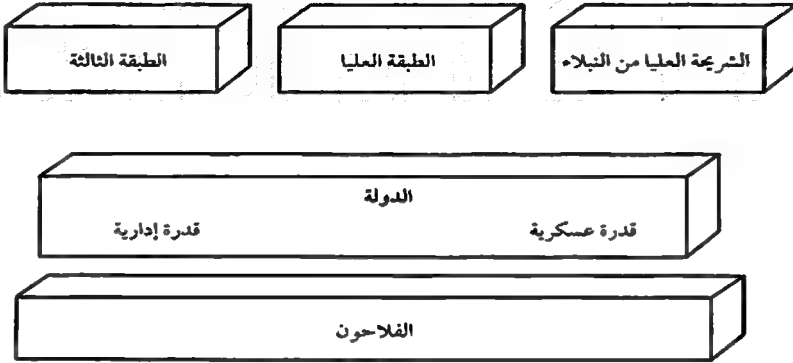 الشريحة العليا من النبلاء
الطبقة العليا
الطبقة الثالثة
الدولة
قدرة عسكرية
قدرة إدارية
الفلاحون